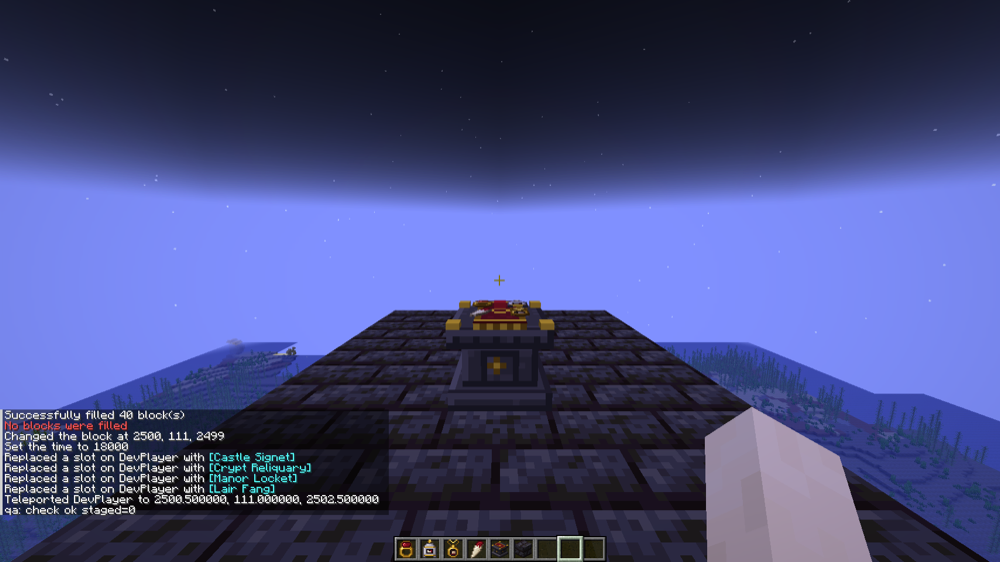 Successfully filled 40 block(s)
No blocks were filled
Changed the block at 2500, 111, 2499
Set the time to 18000
Replaced a slot on DevPlayer with [Castle Signet]
Replaced a slot on DevPlayer with [Crypt Reliquary]
Replaced a slot on DevPlayer with [Manor Locket]
Replaced a slot on DevPlayer with [Lair Fang]
Teleported DevPlayer to 2500.500000, 111.000000, 2502.500000
qa: check ok staged=0